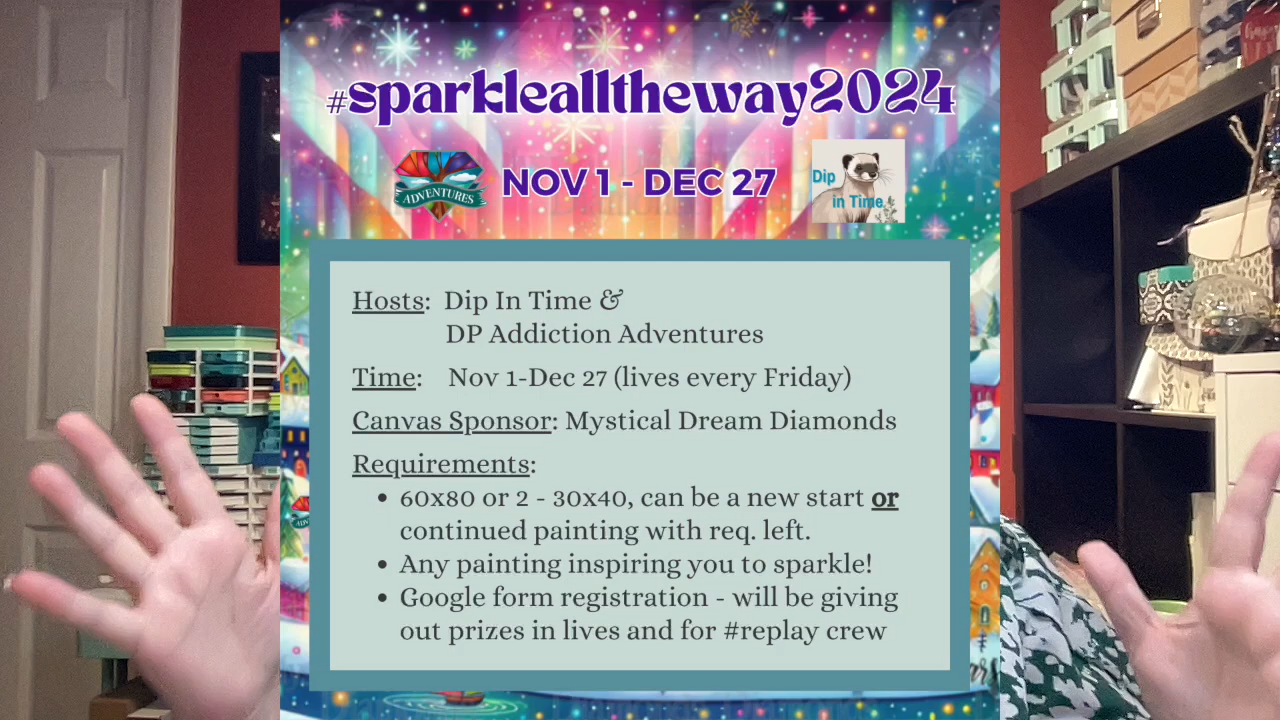 #sparklealltheway2024
ADVENTURES
NOV 1 - DEC 27
Dip
in Time
Hosts: Dip In Time &
DP Addiction Adventures
Time: Nov 1-Dec 27 (lives every Friday)
Canvas Sponsor: Mystical Dream Diamonds
Requirements:
• 60x80 or 2 - 30x40, can be a new start or
continued painting with req. left.
• Any painting inspiring you to sparkle!
• Google form registration - will be giving
out prizes in lives and for #replay crew